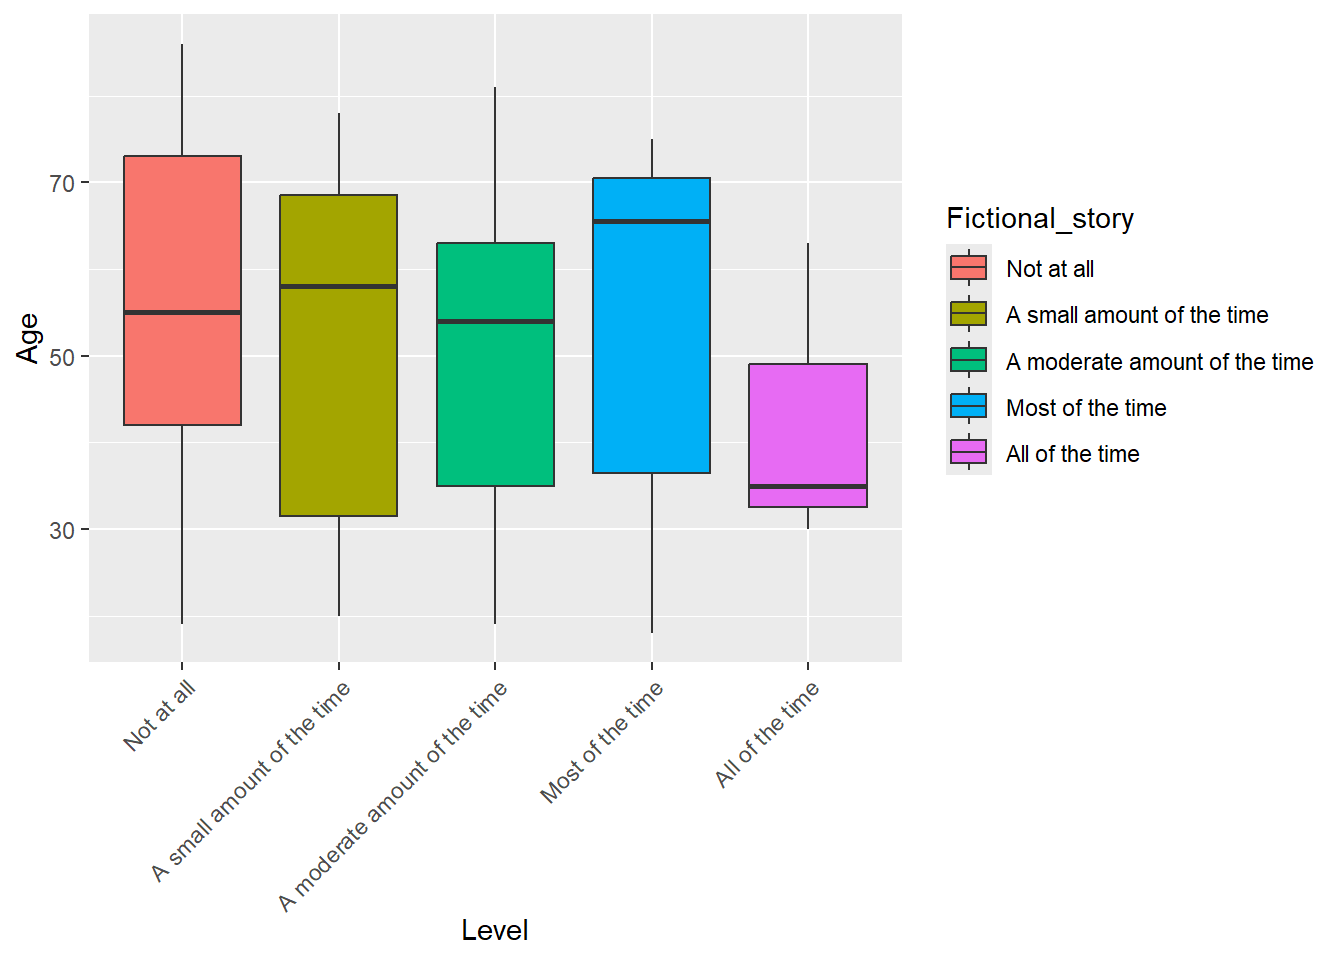 Age
70
50
30
Not at all
A small amount of the time
A moderate amount of the time
Most of the time
All of the time
Level
Fictional_story
Not at all
A small amount of the time
A moderate amount of the time
Most of the time
All of the time